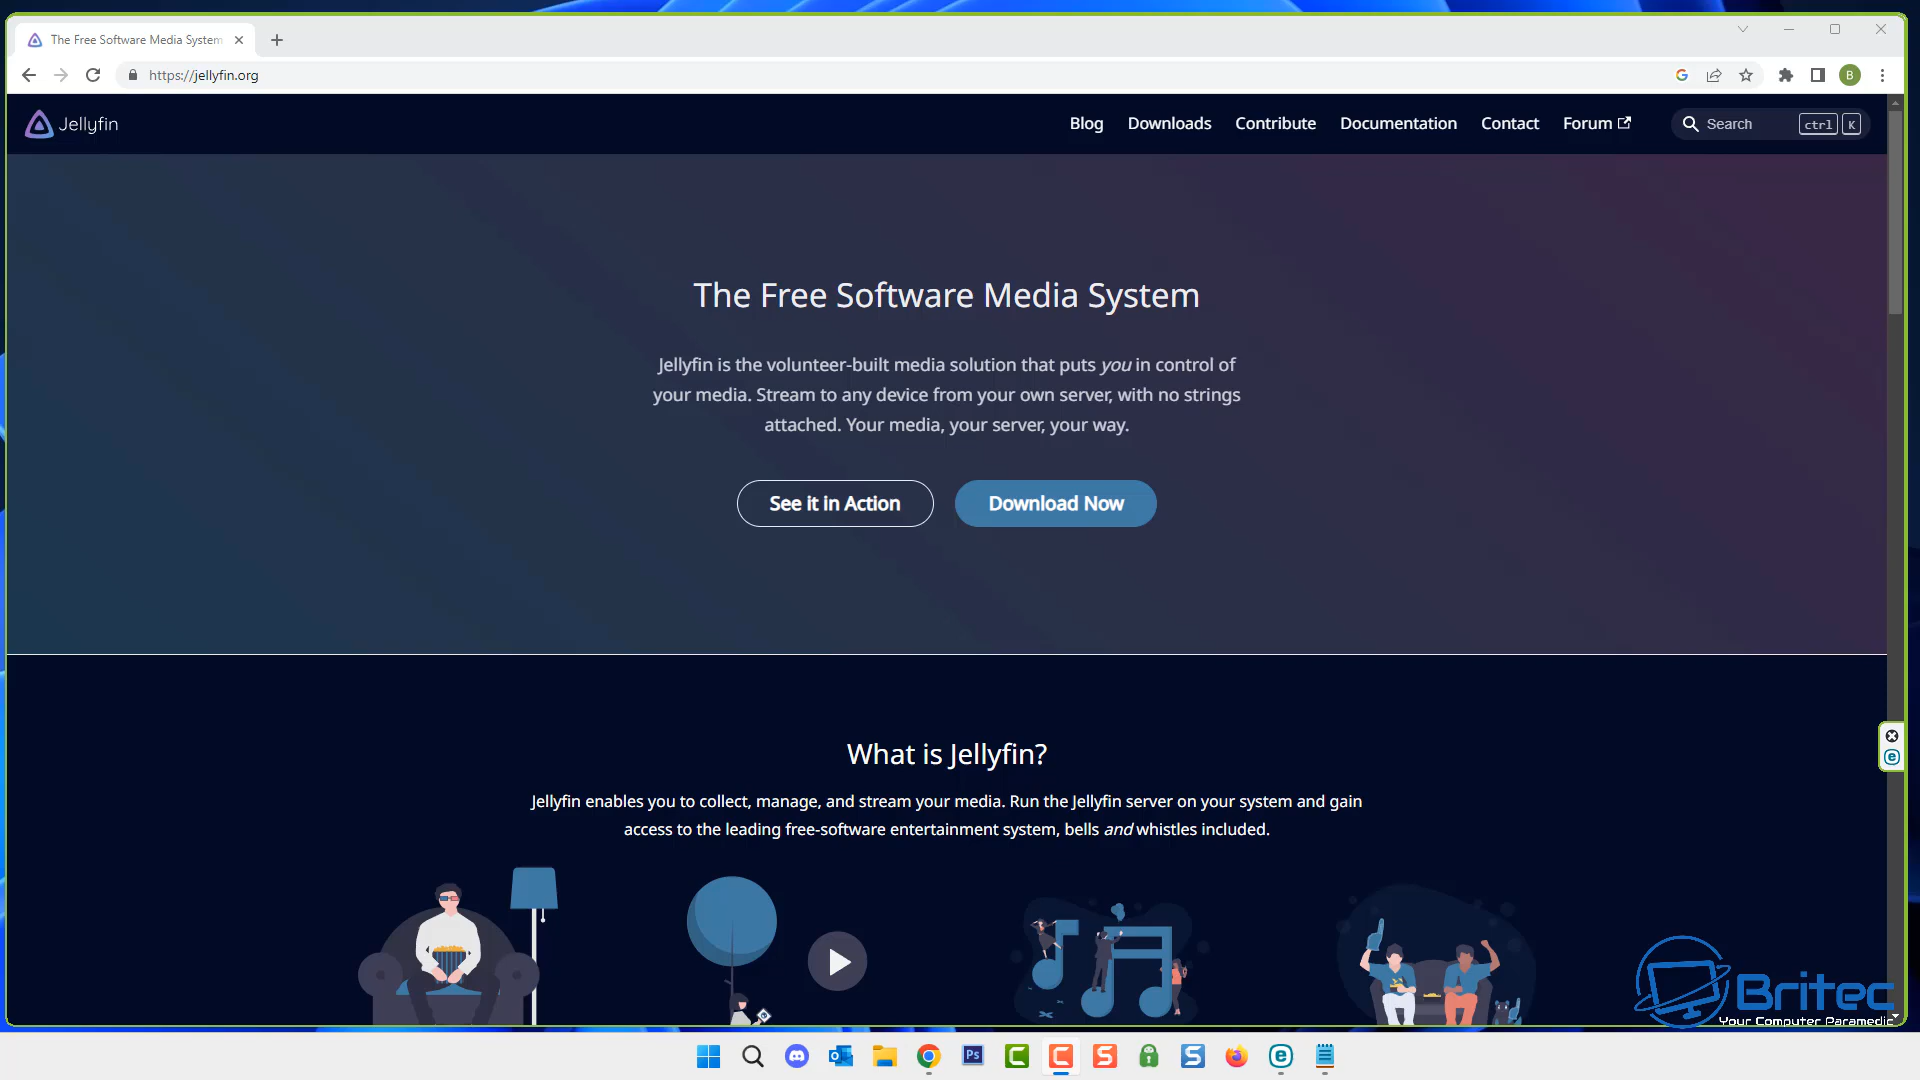 The Free Software Media System
https://jellyfin.org
B
Jellyfin
Blog Downloads Contribute Documentation Contact Forum Search ctrl K
The Free Software Media System
Jellyfin is the volunteer-built media solution that puts you in control of
your media. Stream to any device from your own server, with no strings
attached. Your media, your server, your way.
See it in Action Download Now
What is Jellyfin?
Jellyfin enables you to collect, manage, and stream your media. Run the Jellyfin server on your system and gain
access to the leading free-software entertainment system, bells and whistles included.
Britec
Your Computer Paramedic
Ps